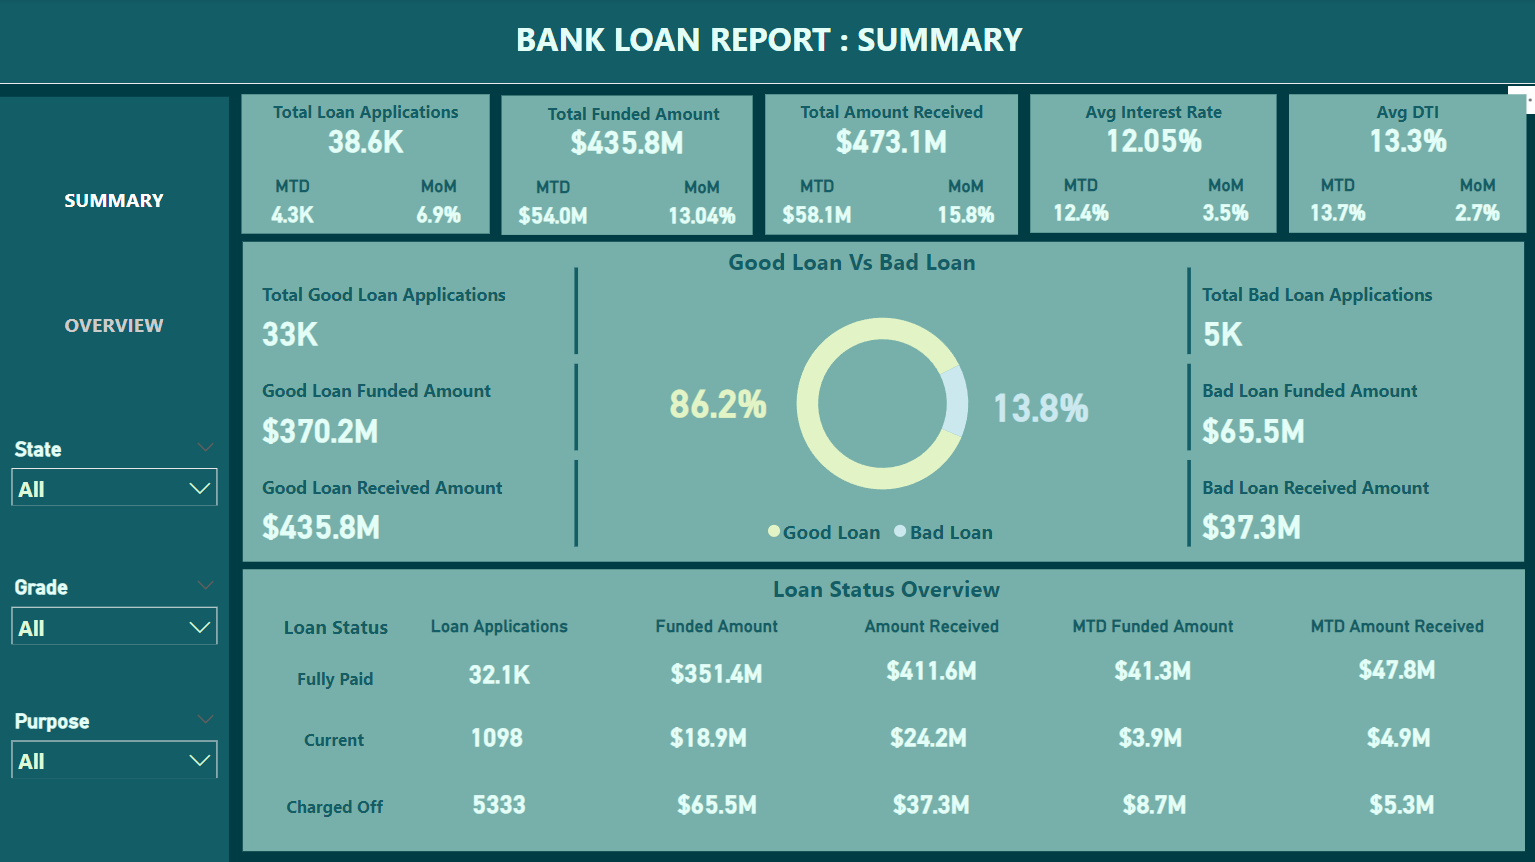 BANK LOAN REPORT : SUMMARY
SUMMARY
OVERVIEW
State
All
Grade
All
Purpose
All
Total Loan Applications
38.6K
MTD MoM
4.3K 6.9%
Total Funded Amount
$435.8M
MTD MoM
$54.0M 13.04%
Total Amount Received
$473.1M
MTD MoM
$58.1M 15.8%
Avg Interest Rate
12.05%
MTD MoM
12.4% 3.5%
Avg DTI
13.3%
MTD MoM
13.7% 2.7%
Good Loan Vs Bad Loan
Total Good Loan Applications
33K
Good Loan Funded Amount
$370.2M
Good Loan Received Amount
$435.8M
86.2% 13.8%
Good Loan Bad Loan
Total Bad Loan Applications
5K
Bad Loan Funded Amount
$65.5M
Bad Loan Received Amount
$37.3M
Loan Status Overview
Loan Status Loan Applications Funded Amount Amount Received MTD Funded Amount MTD Amount Received
Fully Paid 32.1K $351.4M $411.6M $41.3M $47.8M
Current 1098 $18.9M $24.2M $3.9M $4.9M
Charged Off 5333 $65.5M $37.3M $8.7M $5.3M